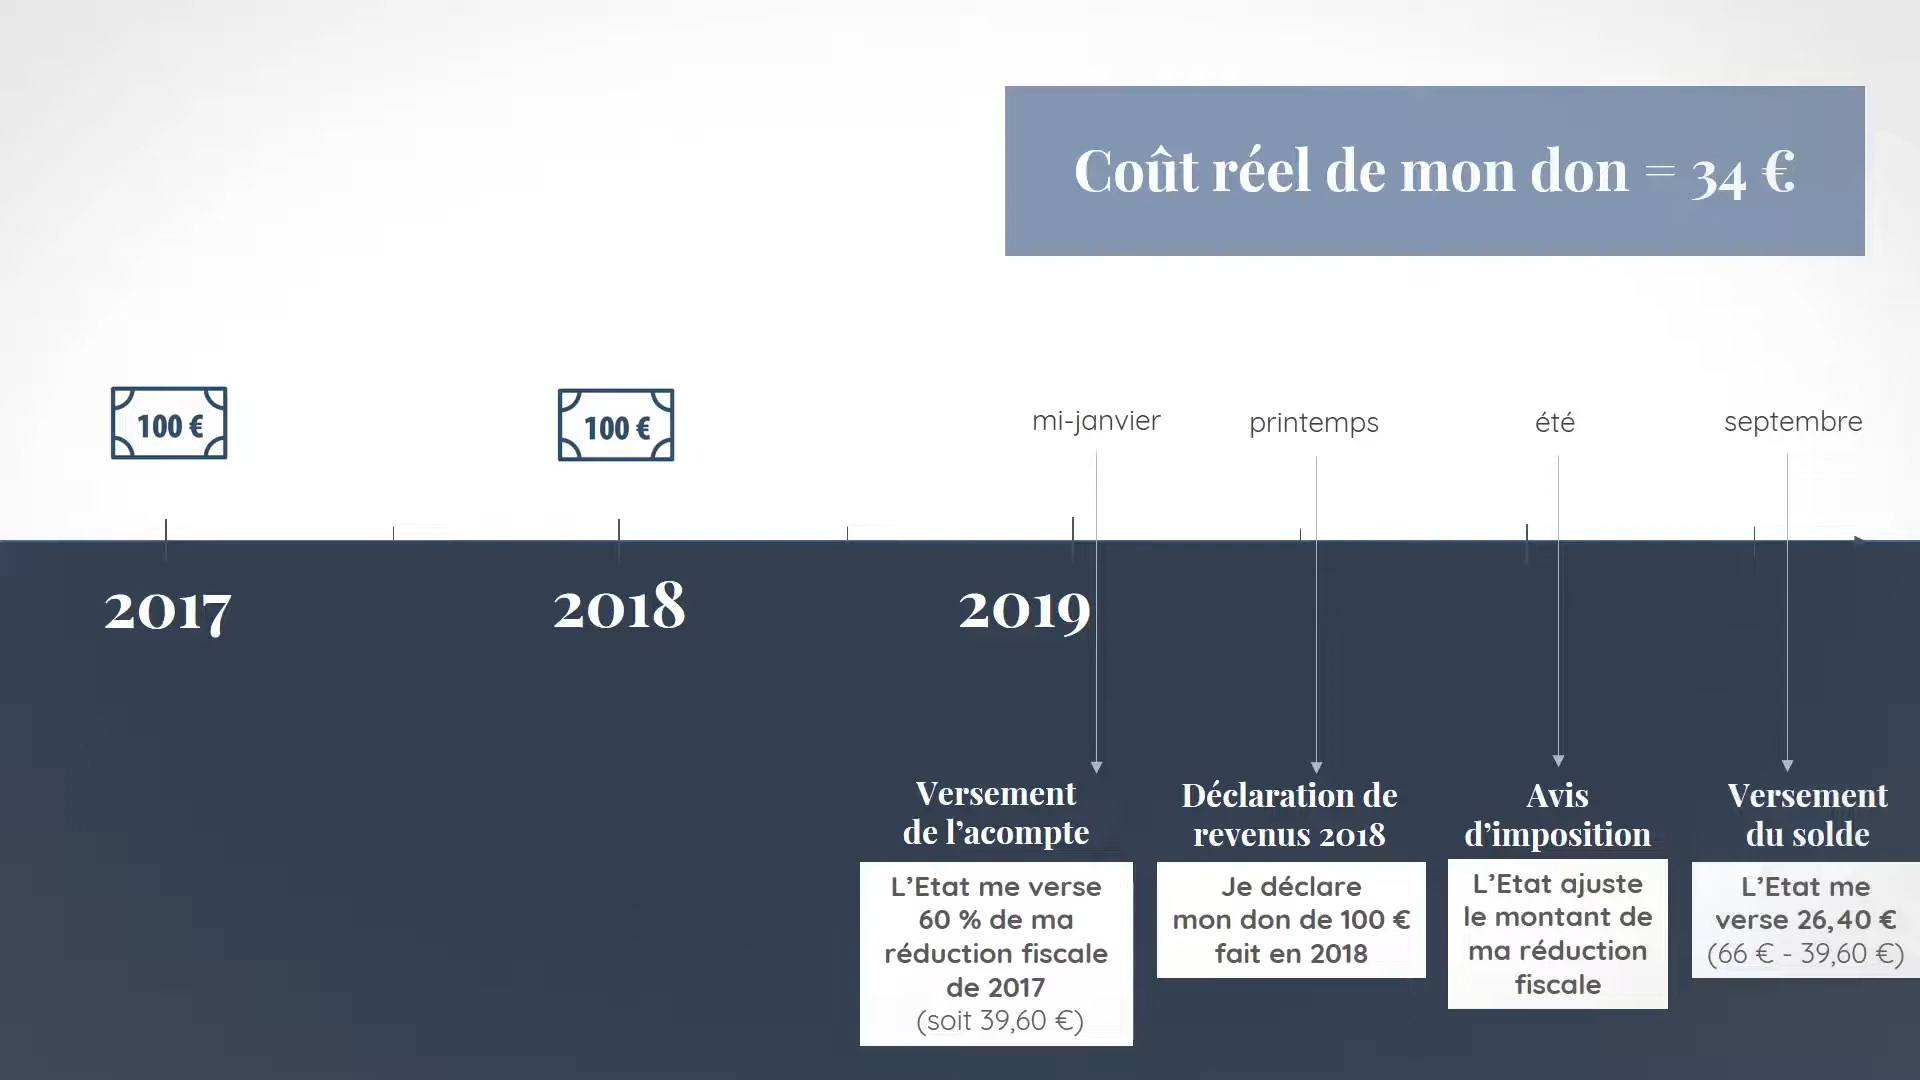 Coût réel de mon don = 34 €
100 €
100 €
mi-janvier
printemps
été
septembre
2017
2018
2019
Versement
de l’acompte
L’Etat me verse
60 % de ma
réduction fiscale
de 2017
(soit 39,60 €)
Déclaration de
revenus 2018
Je déclare
mon don de 100 €
fait en 2018
Avis
d’imposition
L’Etat ajuste
le montant de
ma réduction
fiscale
Versement
du solde
L’Etat me
verse 26,40 €
(66 € - 39,60 €)